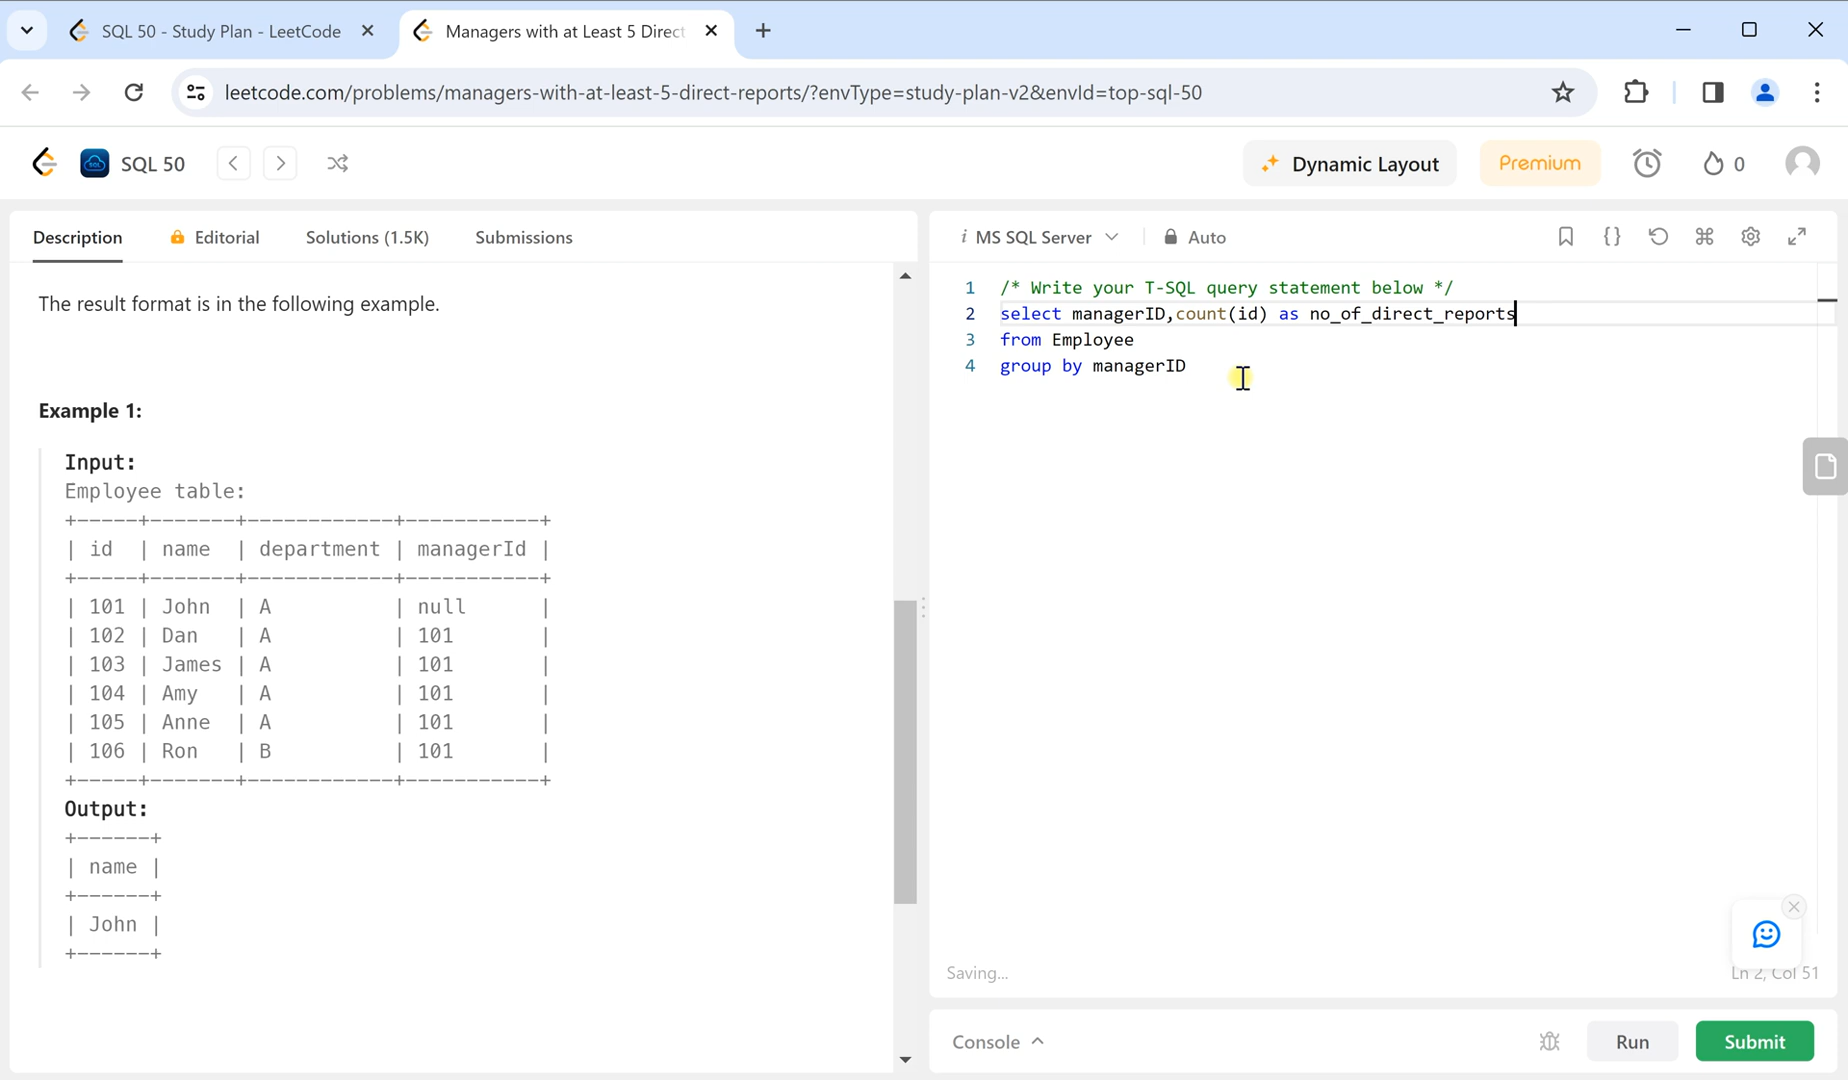 SQL 50 - Study Plan - LeetCode
Managers with at Least 5 Direct
leetcode.com/problems/managers-with-at-least-5-direct-reports/?envType=study-plan-v2&envId=top-sql-50
SQL 50
Dynamic Layout
Premium
0
Description
Editorial
Solutions (1.5K)
Submissions
The result format is in the following example.
Example 1:
Input:
Employee table:
+-----+-------+------------+-----------+
| id  | name  | department | managerId |
+-----+-------+------------+-----------+
| 101 | John  | A          | null      |
| 102 | Dan   | A          | 101       |
| 103 | James | A          | 101       |
| 104 | Amy   | A          | 101       |
| 105 | Anne  | A          | 101       |
| 106 | Ron   | B          | 101       |
+-----+-------+------------+-----------+
Output:
+------+
| name |
+------+
| John |
+------+
i MS SQL Server
Auto
1 /* Write your T-SQL query statement below */
2 select managerID,count(id) as no_of_direct_reports
3 from Employee
4 group by managerID
Saving...
Ln 2, Col 51
Console
Run
Submit